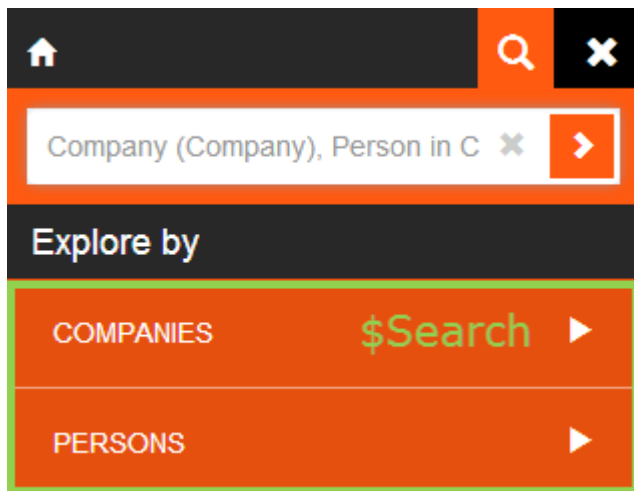 Company (Company), Person in C
Explore by
COMPANIES $Search
PERSONS